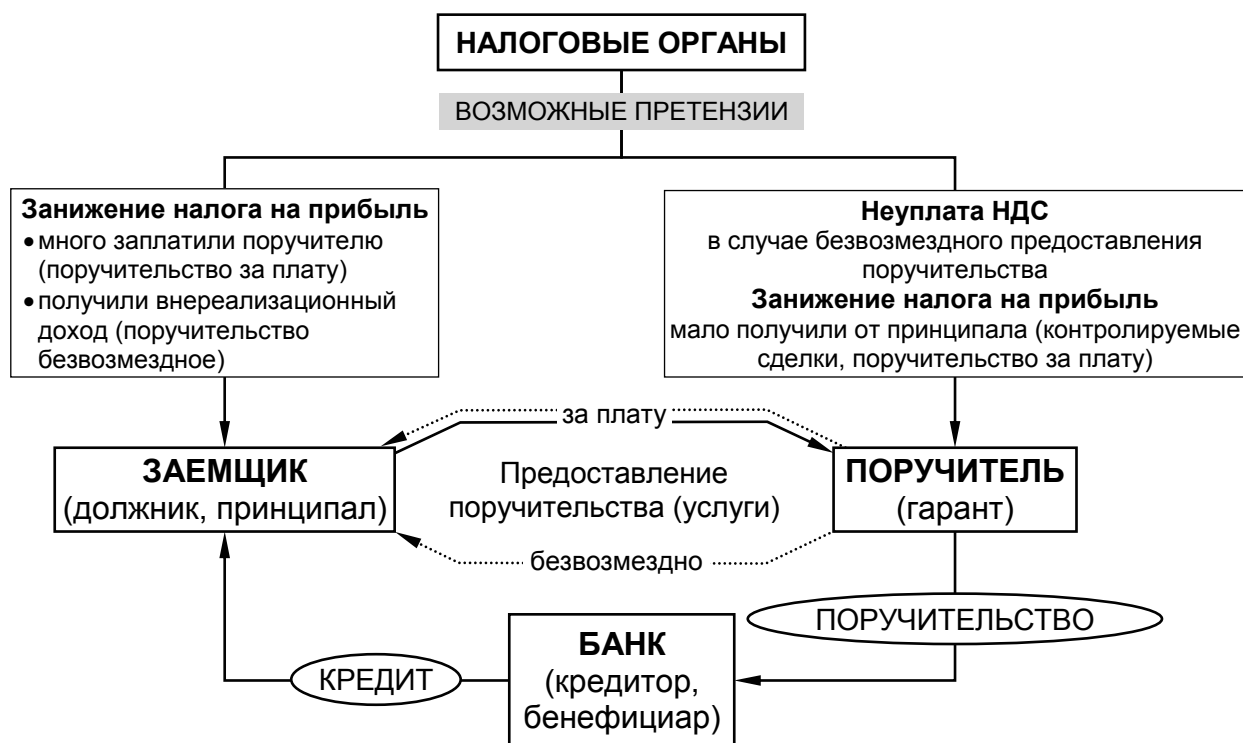 НАЛОГОВЫЕ ОРГАНЫ
ВОЗМОЖНЫЕ ПРЕТЕНЗИИ
Занижение налога на прибыль
• много заплатили поручителю
(поручительство за плату)
• получили внереализационный
доход (поручительство
безвозмездное)
Неуплата НДС
в случае безвозмездного предоставления
поручительства
Занижение налога на прибыль
мало получили от принципала (контролируемые
сделки, поручительство за плату)
за плату
ЗАЕМЩИК
(должник, принципал)
Предоставление
поручительства (услуги)
ПОРУЧИТЕЛЬ
(гарант)
безвозмездно
ПОРУЧИТЕЛЬСТВО
КРЕДИТ
БАНК
(кредитор,
бенефициар)